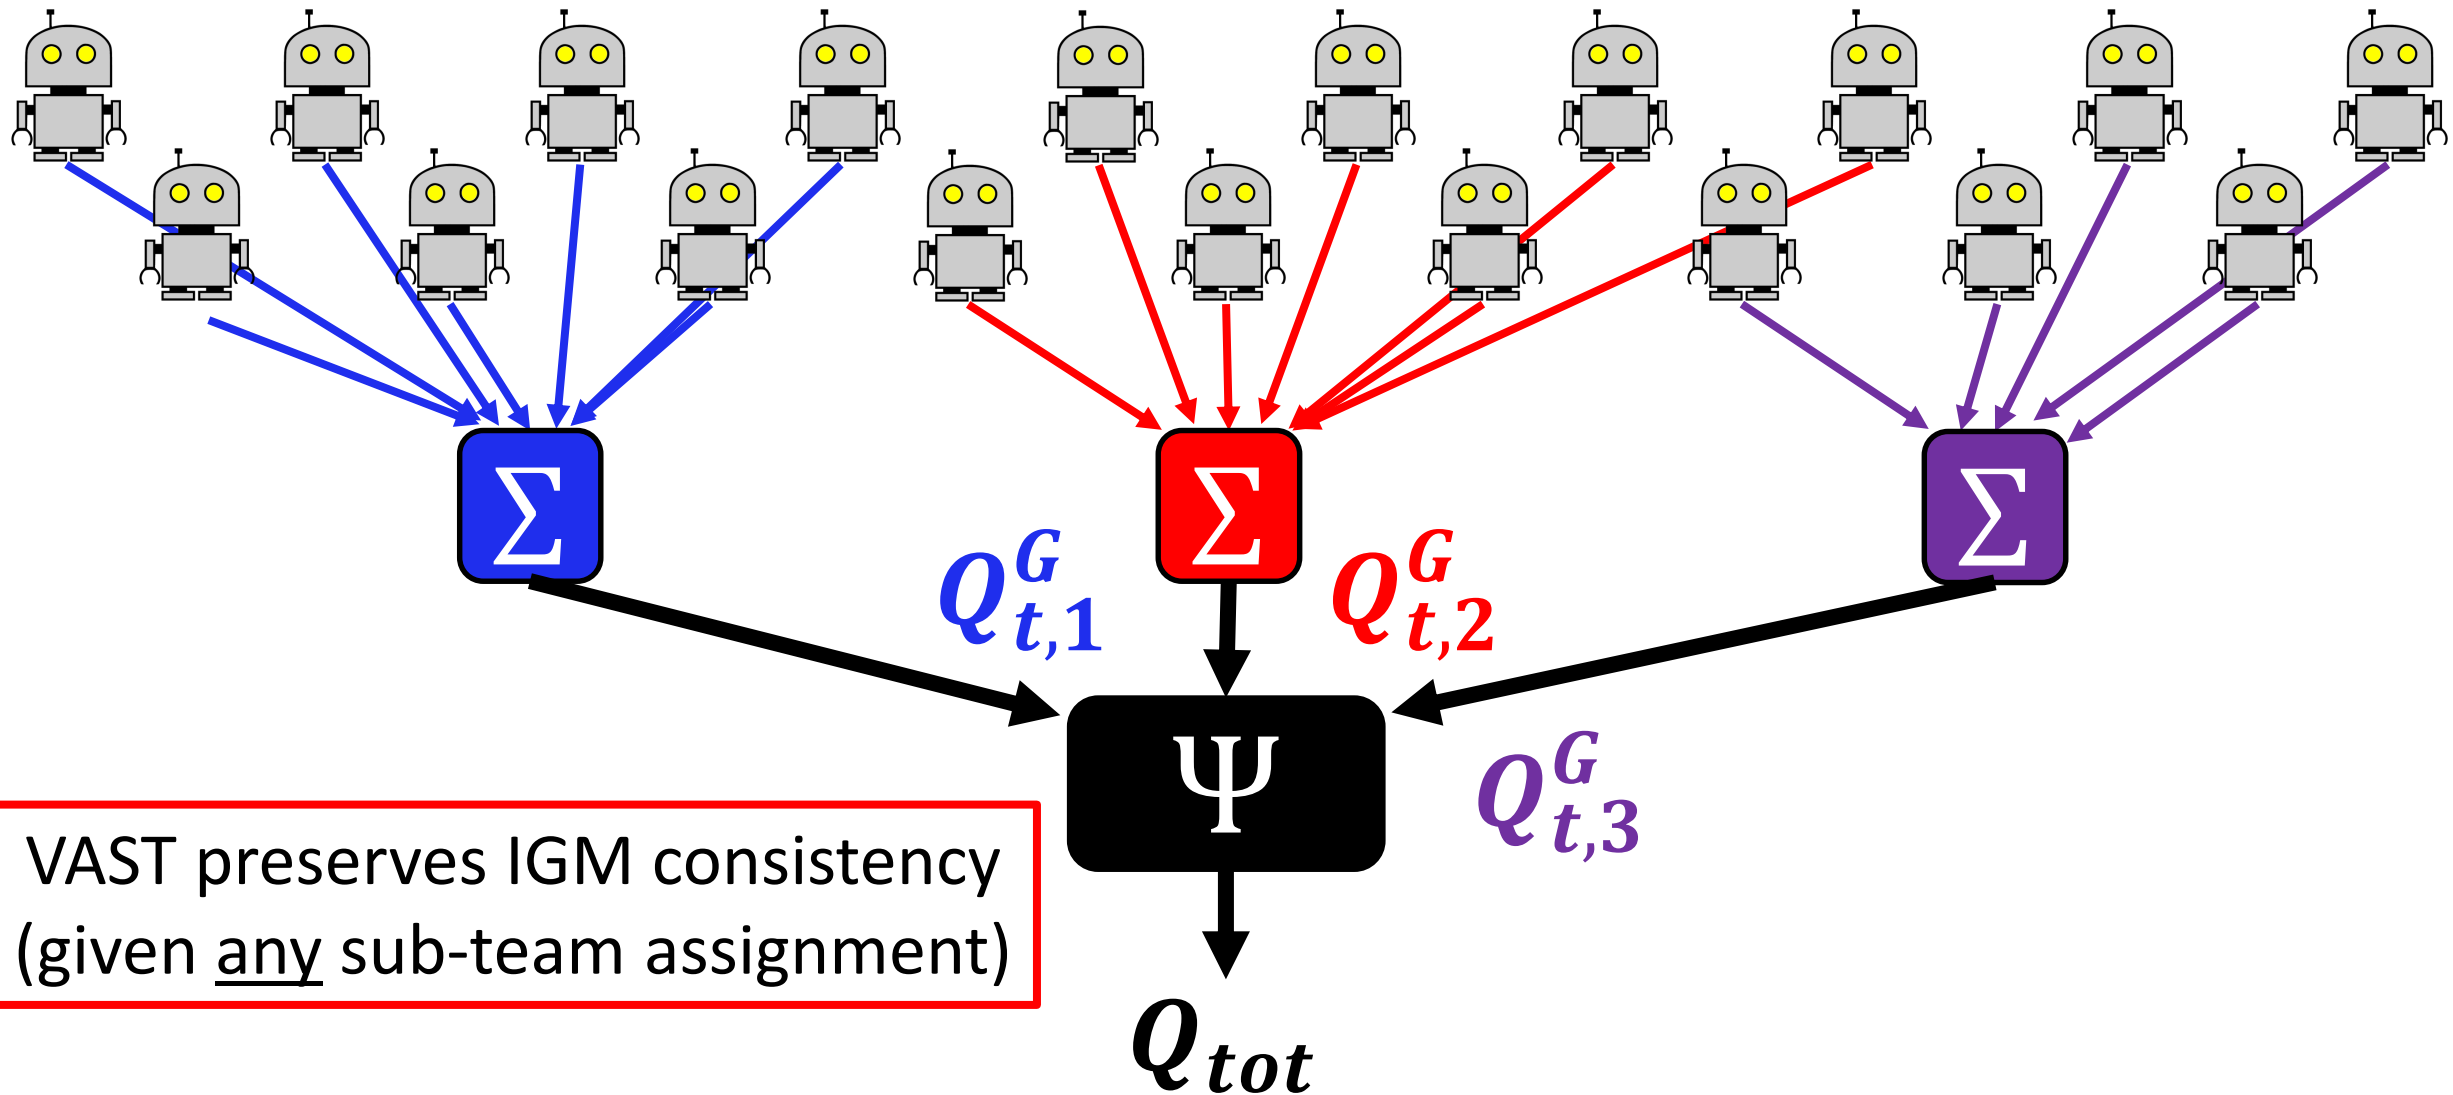 Σ Σ Σ
Q^G_{t,1} Q^G_{t,2}
Ψ
Q^G_{t,3}
VAST preserves IGM consistency
(given any sub-team assignment)
Q_{tot}